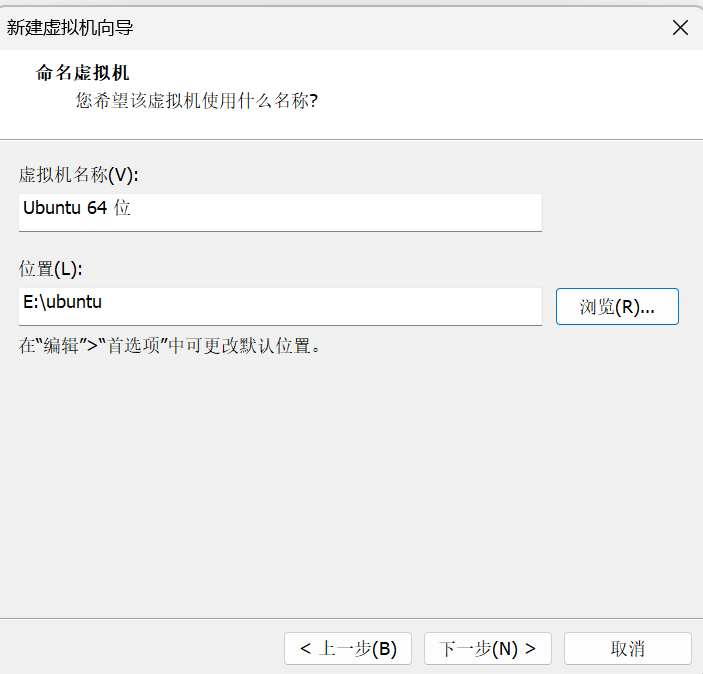 新建虚拟机向导
命名虚拟机
您希望该虚拟机使用什么名称?
虚拟机名称(V):
Ubuntu 64 位
位置(L):
E:\ubuntu
浏览(R)...
在“编辑”>“首选项”中可更改默认位置。
< 上一步(B)
下一步(N) >
取消